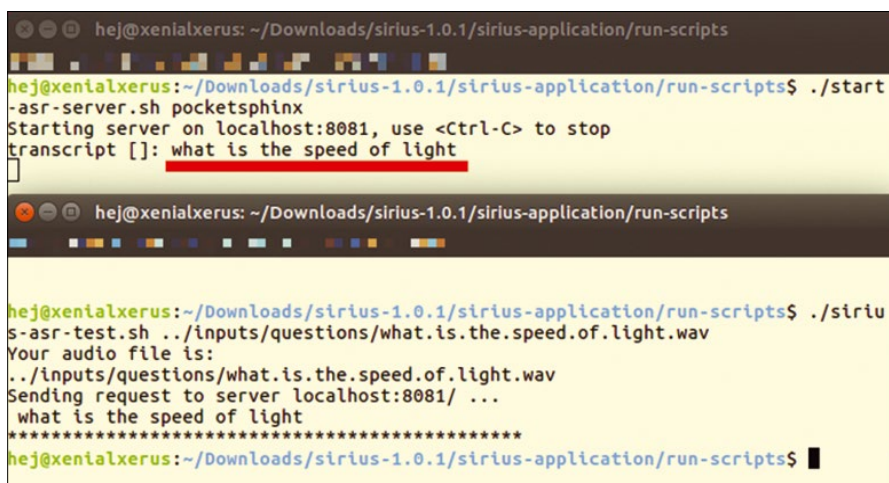 hej@xenialxerus: ~/Downloads/sirius-1.0.1/sirius-application/run-scripts
hej@xenialxerus:~/Downloads/sirius-1.0.1/sirius-application/run-scripts$ ./start
-asr-server.sh pocketsphinx
Starting server on localhost:8081, use <Ctrl-C> to stop
transcript []: what is the speed of light
hej@xenialxerus: ~/Downloads/sirius-1.0.1/sirius-application/run-scripts
hej@xenialxerus:~/Downloads/sirius-1.0.1/sirius-application/run-scripts$ ./siriu
s-asr-test.sh ../inputs/questions/what.is.the.speed.of.light.wav
Your audio file is:
../inputs/questions/what.is.the.speed.of.light.wav
Sending request to server localhost:8081/ ...
 what is the speed of light
***********************************************
hej@xenialxerus:~/Downloads/sirius-1.0.1/sirius-application/run-scripts$